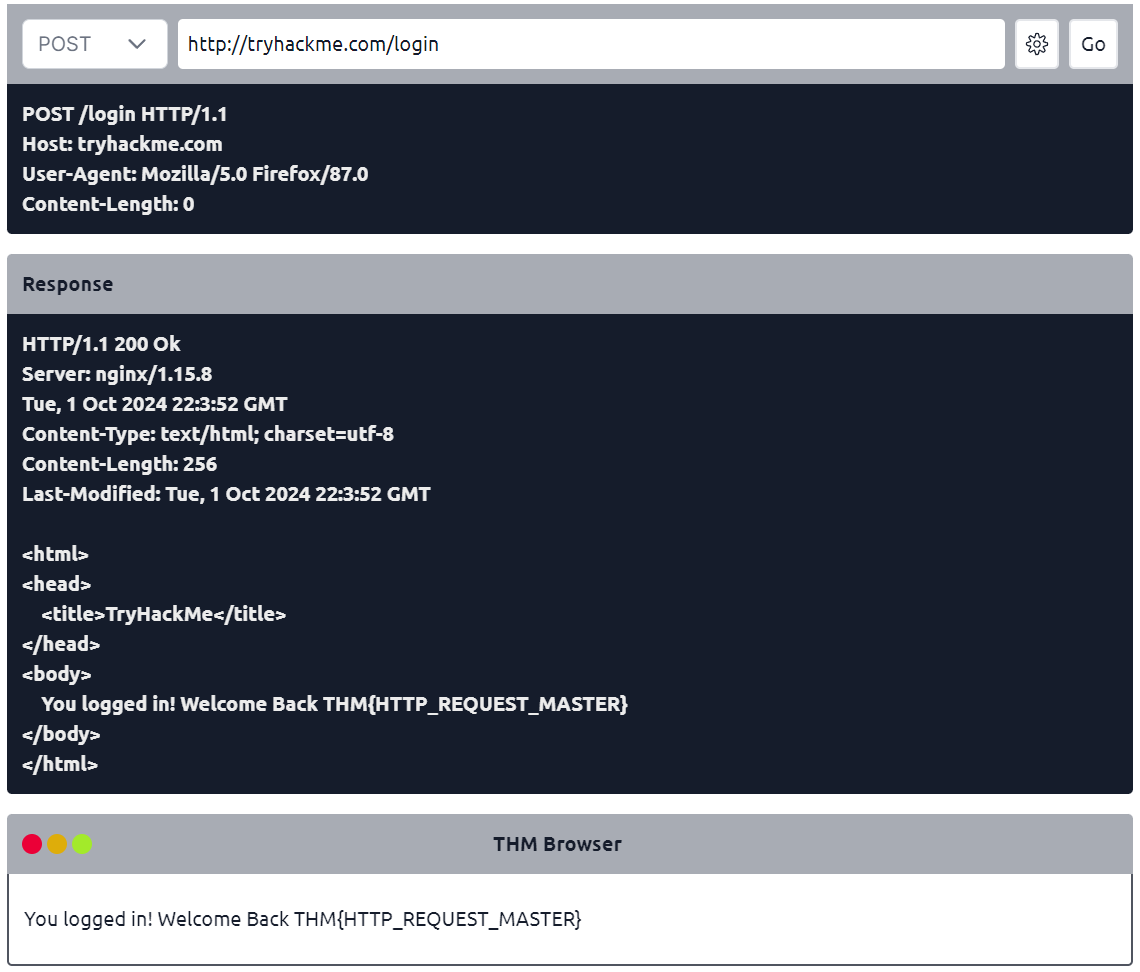 POST
http://tryhackme.com/login
Go
POST /login HTTP/1.1
Host: tryhackme.com
User-Agent: Mozilla/5.0 Firefox/87.0
Content-Length: 0
Response
HTTP/1.1 200 Ok
Server: nginx/1.15.8
Tue, 1 Oct 2024 22:3:52 GMT
Content-Type: text/html; charset=utf-8
Content-Length: 256
Last-Modified: Tue, 1 Oct 2024 22:3:52 GMT
<html>
<head>
<title>TryHackMe</title>
</head>
<body>
You logged in! Welcome Back THM{HTTP_REQUEST_MASTER}
</body>
</html>
THM Browser
You logged in! Welcome Back THM{HTTP_REQUEST_MASTER}